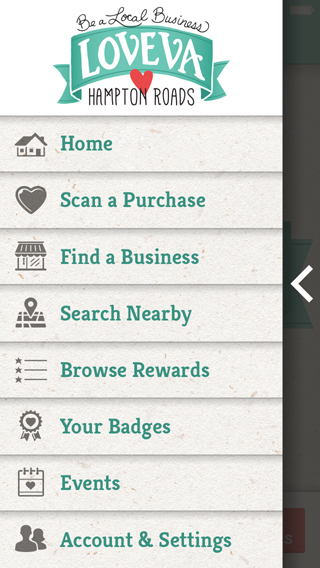 Be a Local Business
LOVEVA
HAMPTON ROADS
Home
Scan a Purchase
Find a Business
Search Nearby
Browse Rewards
Your Badges
Events
Account & Settings